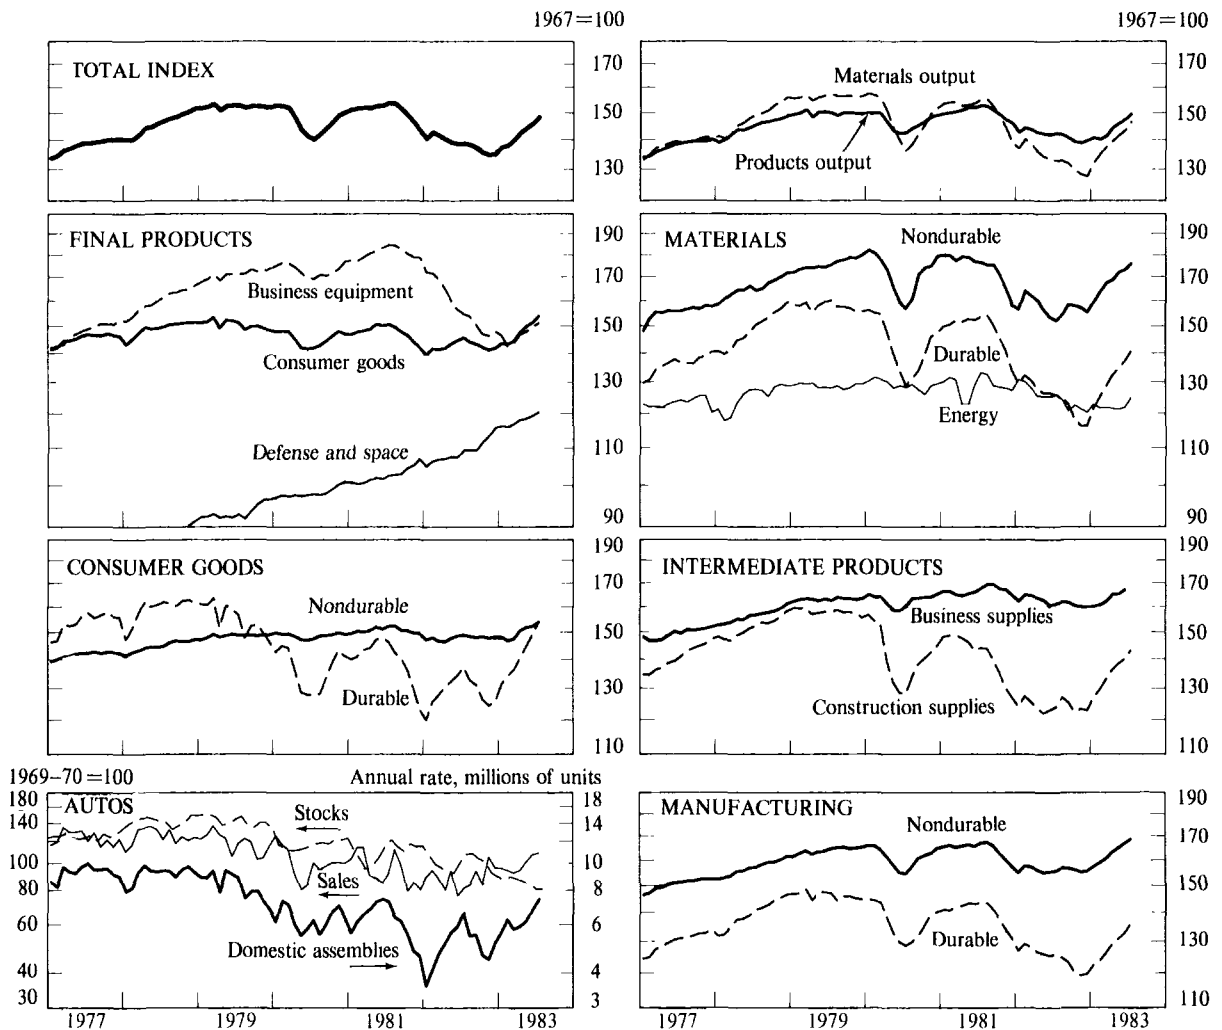 1967=100
1967=100
TOTAL INDEX
170
150
130
Materials output
Products output
170
150
130
FINAL PRODUCTS
Business equipment
Consumer goods
Defense and space
190
170
150
130
110
90
MATERIALS
Nondurable
Durable
Energy
190
170
150
130
110
90
CONSUMER GOODS
Nondurable
Durable
190
170
150
130
110
INTERMEDIATE PRODUCTS
Business supplies
Construction supplies
190
170
150
130
110
1969–70=100
Annual rate, millions of units
AUTOS
Stocks
Sales
Domestic assemblies
180
140
100
80
60
40
30
18
14
10
8
6
4
3
MANUFACTURING
Nondurable
Durable
190
170
150
130
110
1977
1979
1981
1983
1977
1979
1981
1983